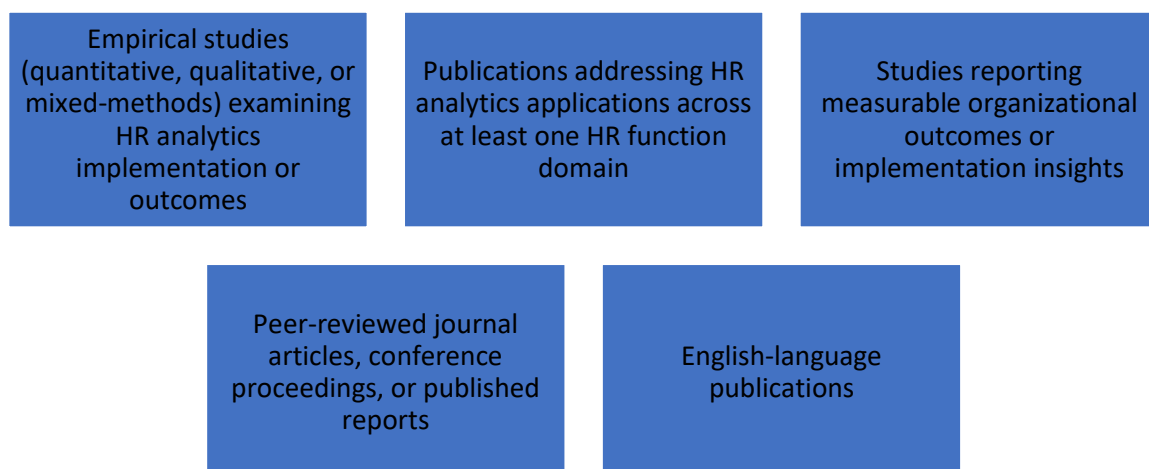 Empirical studies
(quantitative, qualitative, or
mixed-methods) examining
HR analytics
implementation or
outcomes
Publications addressing HR
analytics applications across
at least one HR function
domain
Studies reporting
measurable organizational
outcomes or
implementation insights
Peer-reviewed journal
articles, conference
proceedings, or published
reports
English-language
publications